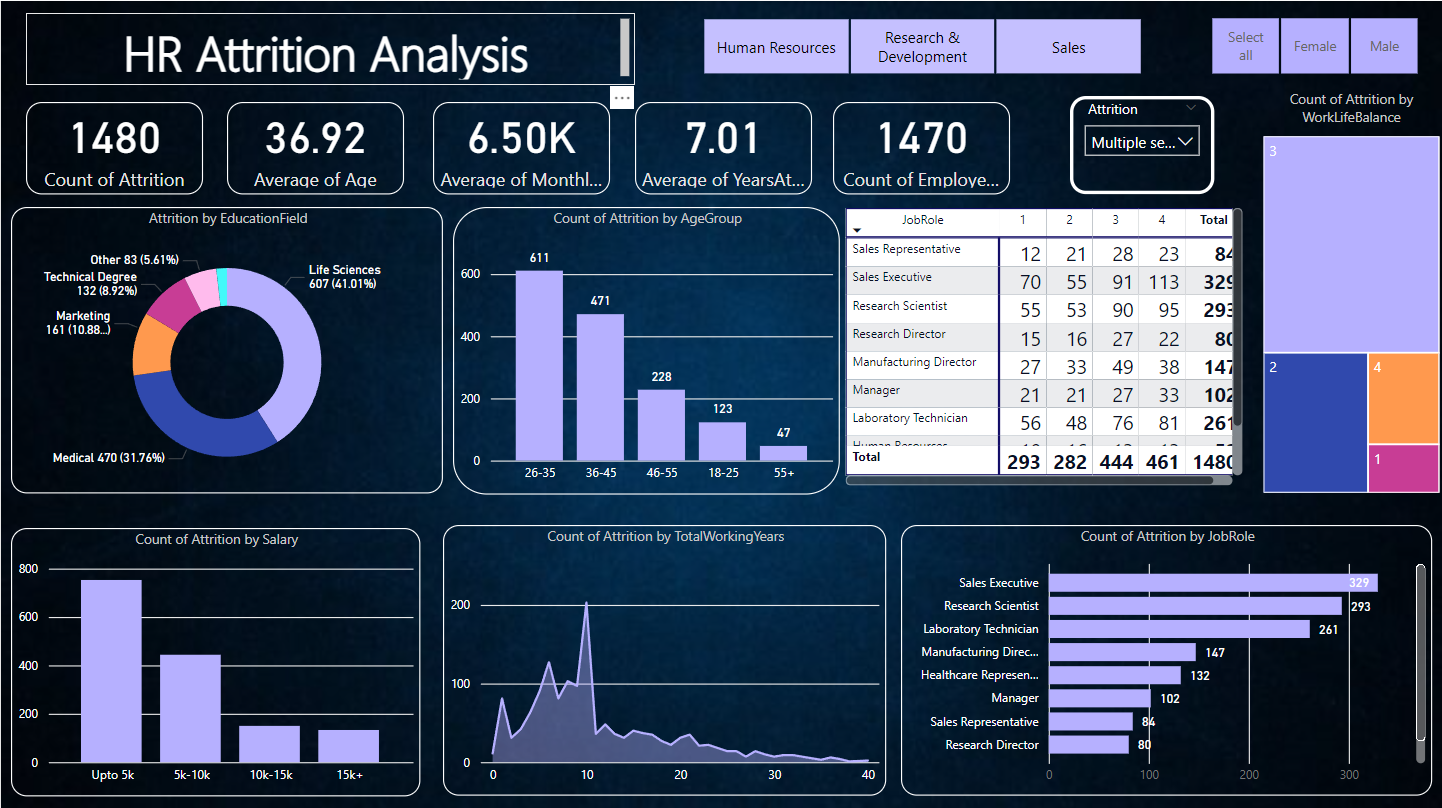 HR Attrition Analysis
Human Resources
Research &
Development
Sales
Select
all
Female
Male
1480
Count of Attrition
36.92
Average of Age
6.50K
Average of Monthl...
7.01
Average of YearsAt...
1470
Count of Employe...
Attrition
Multiple se...
Count of Attrition by
WorkLifeBalance
3
2
4
1
Attrition by EducationField
Other 83 (5.61%)
Technical Degree
132 (8.92%)
Marketing
161 (10.88...)
Medical 470 (31.76%)
Life Sciences
607 (41.01%)
Count of Attrition by AgeGroup
600
400
200
0
611
471
228
123
47
26-35 36-45 46-55 18-25 55+
JobRole 1 2 3 4 Total
Sales Representative 12 21 28 23 84
Sales Executive 70 55 91 113 329
Research Scientist 55 53 90 95 293
Research Director 15 16 27 22 80
Manufacturing Director 27 33 49 38 147
Manager 21 21 27 33 102
Laboratory Technician 56 48 76 81 261
Human Resources
Total 293 282 444 461 1480
Count of Attrition by Salary
800
600
400
200
0
Upto 5k 5k-10k 10k-15k 15k+
Count of Attrition by TotalWorkingYears
200
100
0
0 10 20 30 40
Count of Attrition by JobRole
Sales Executive 329
Research Scientist 293
Laboratory Technician 261
Manufacturing Direc... 147
Healthcare Represen... 132
Manager 102
Sales Representative 84
Research Director 80
0 100 200 300